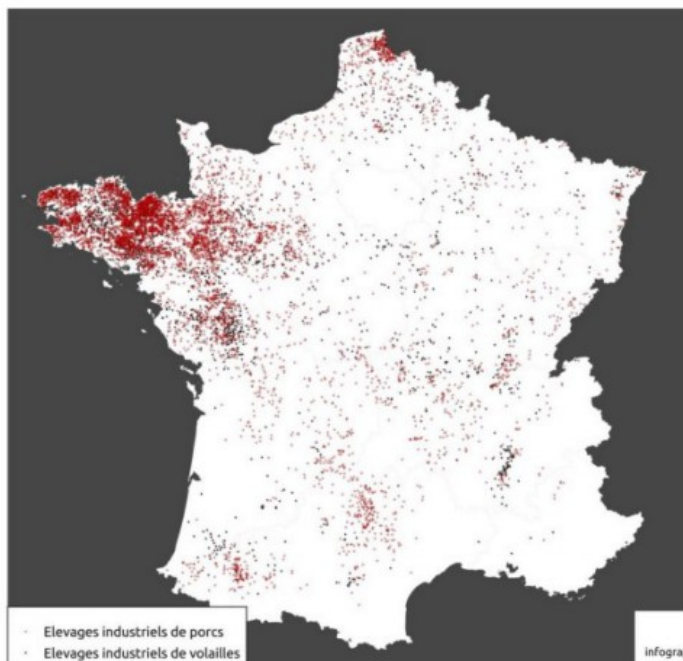 Elevages industriels de porcs
Elevages industriels de volailles
infogra